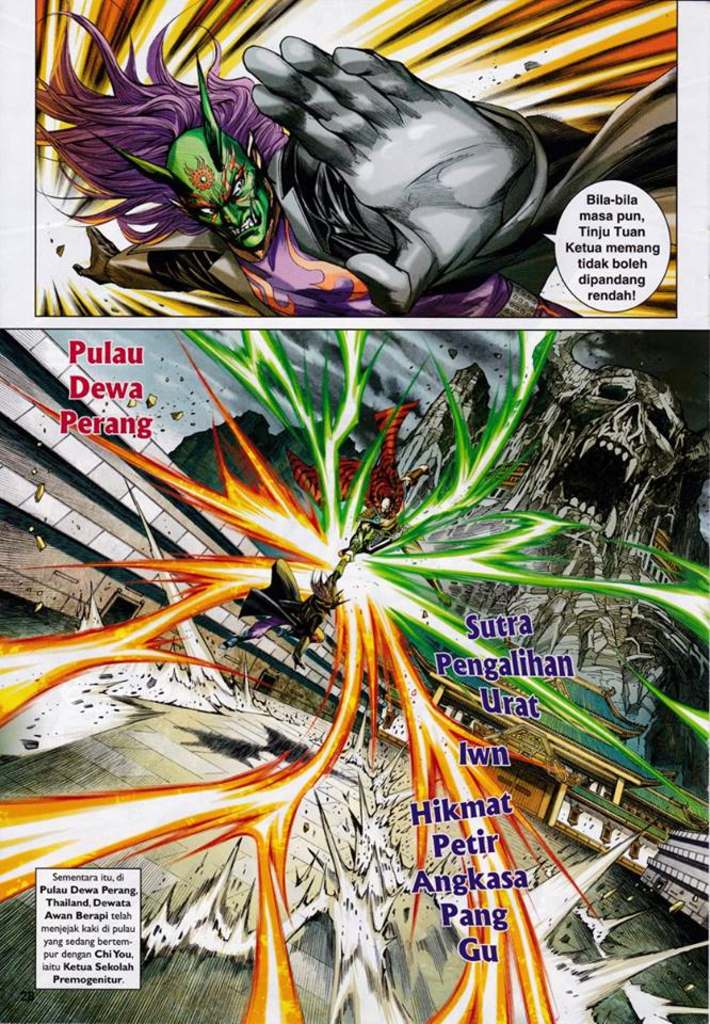 Bila-bila
masa pun,
Tinju Tuan
Ketua memang
tidak boleh
dipandang
rendah!
Pulau
Dewa
Perang
Sutra
Pengalihan
Urat
lwn
Hikmat
Petir
Angkasa
Pang
Gu
Sementara itu, di
Pulau Dewa Perang,
Thailand, Dewata
Awan Berapi telah
menjejak kaki di pulau
yang sedang bertem-
pur dengan Chi You,
iaitu Ketua Sekolah
Premogenitur.
28